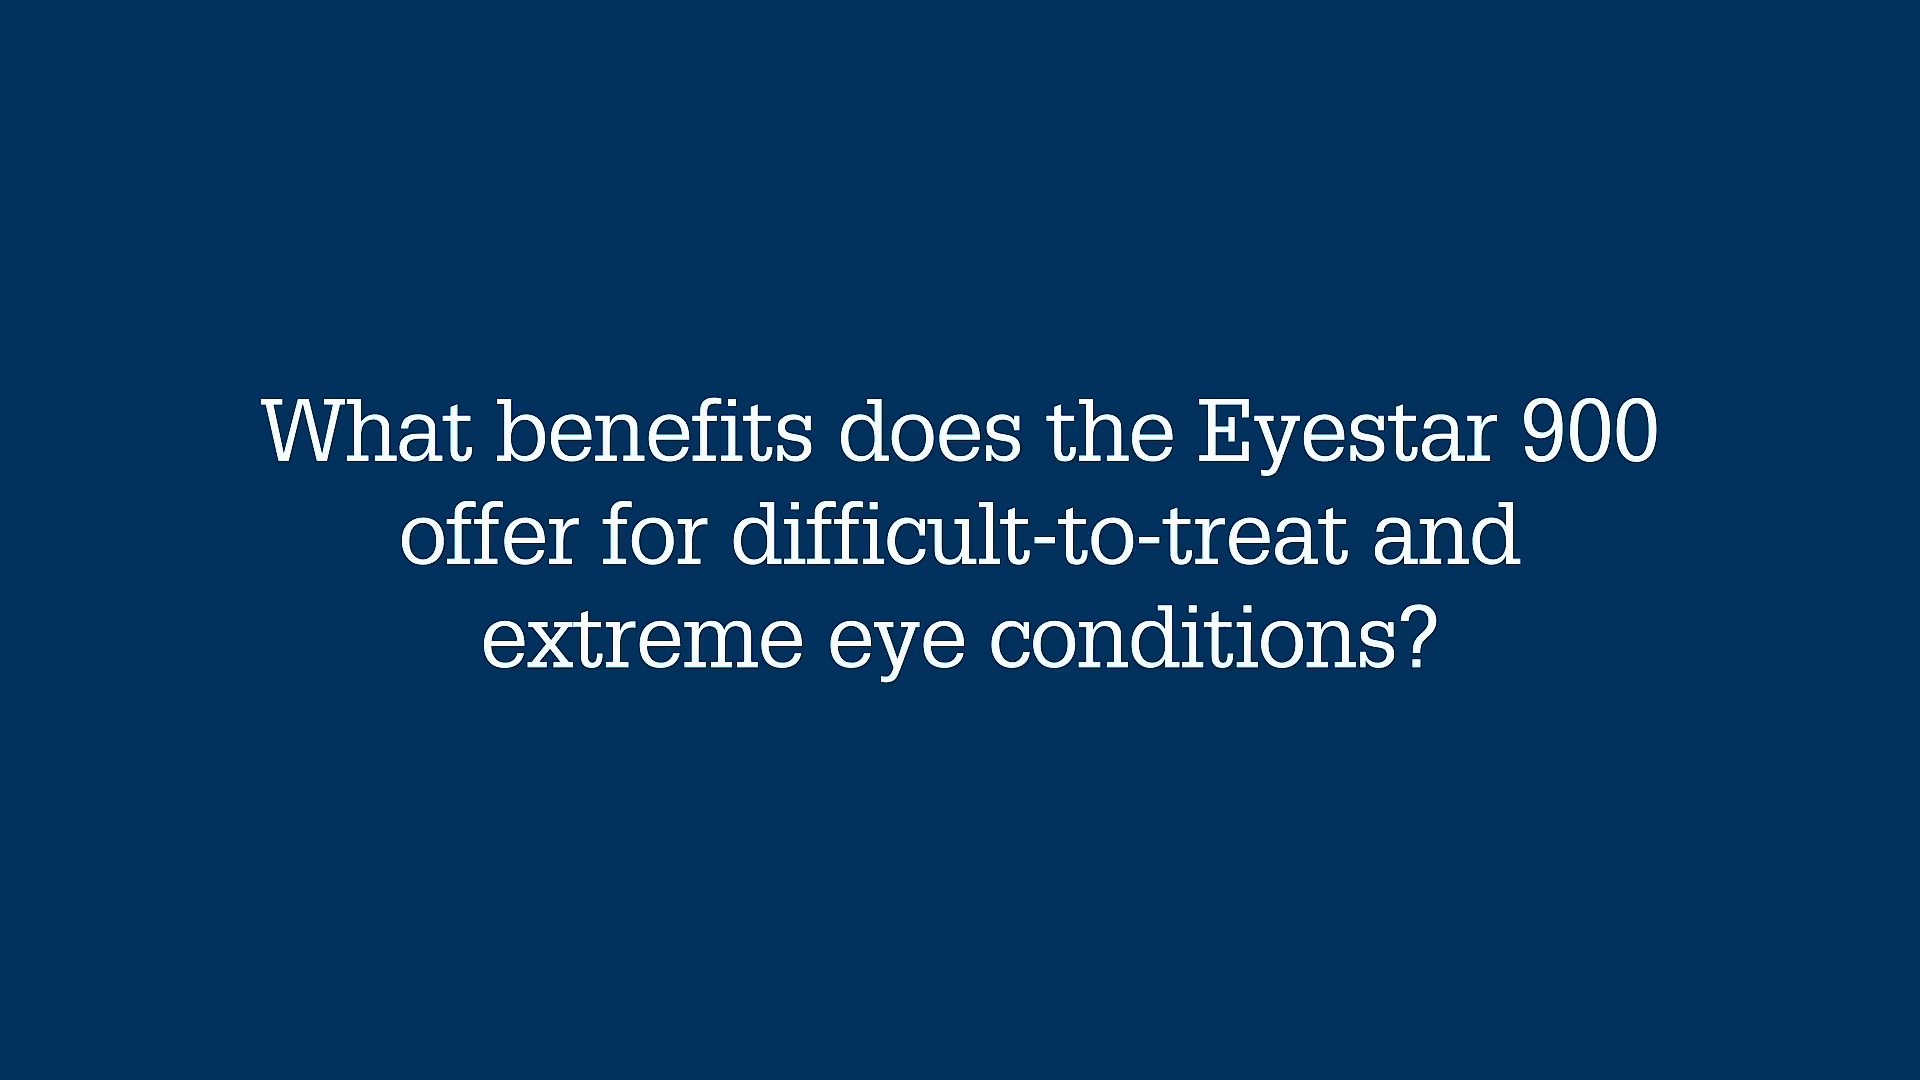 What benefits does the Eyestar 900
offer for difficult-to-treat and
extreme eye conditions?